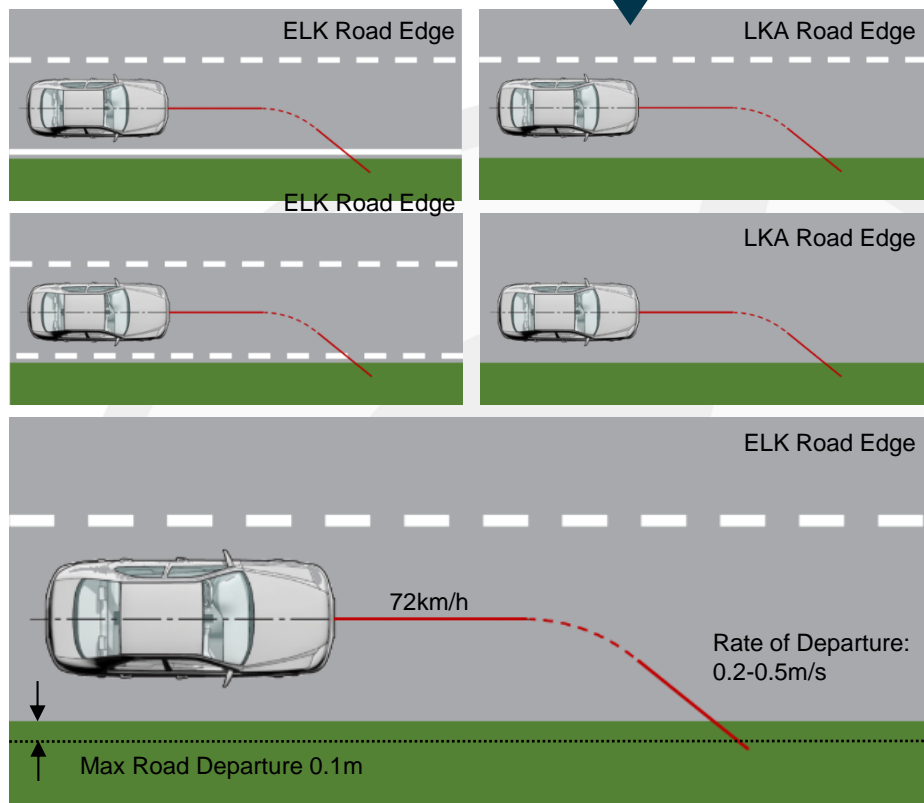 ELK Road Edge
LKA Road Edge
ELK Road Edge
LKA Road Edge
ELK Road Edge
72km/h
Rate of Departure:
0.2-0.5m/s
Max Road Departure 0.1m